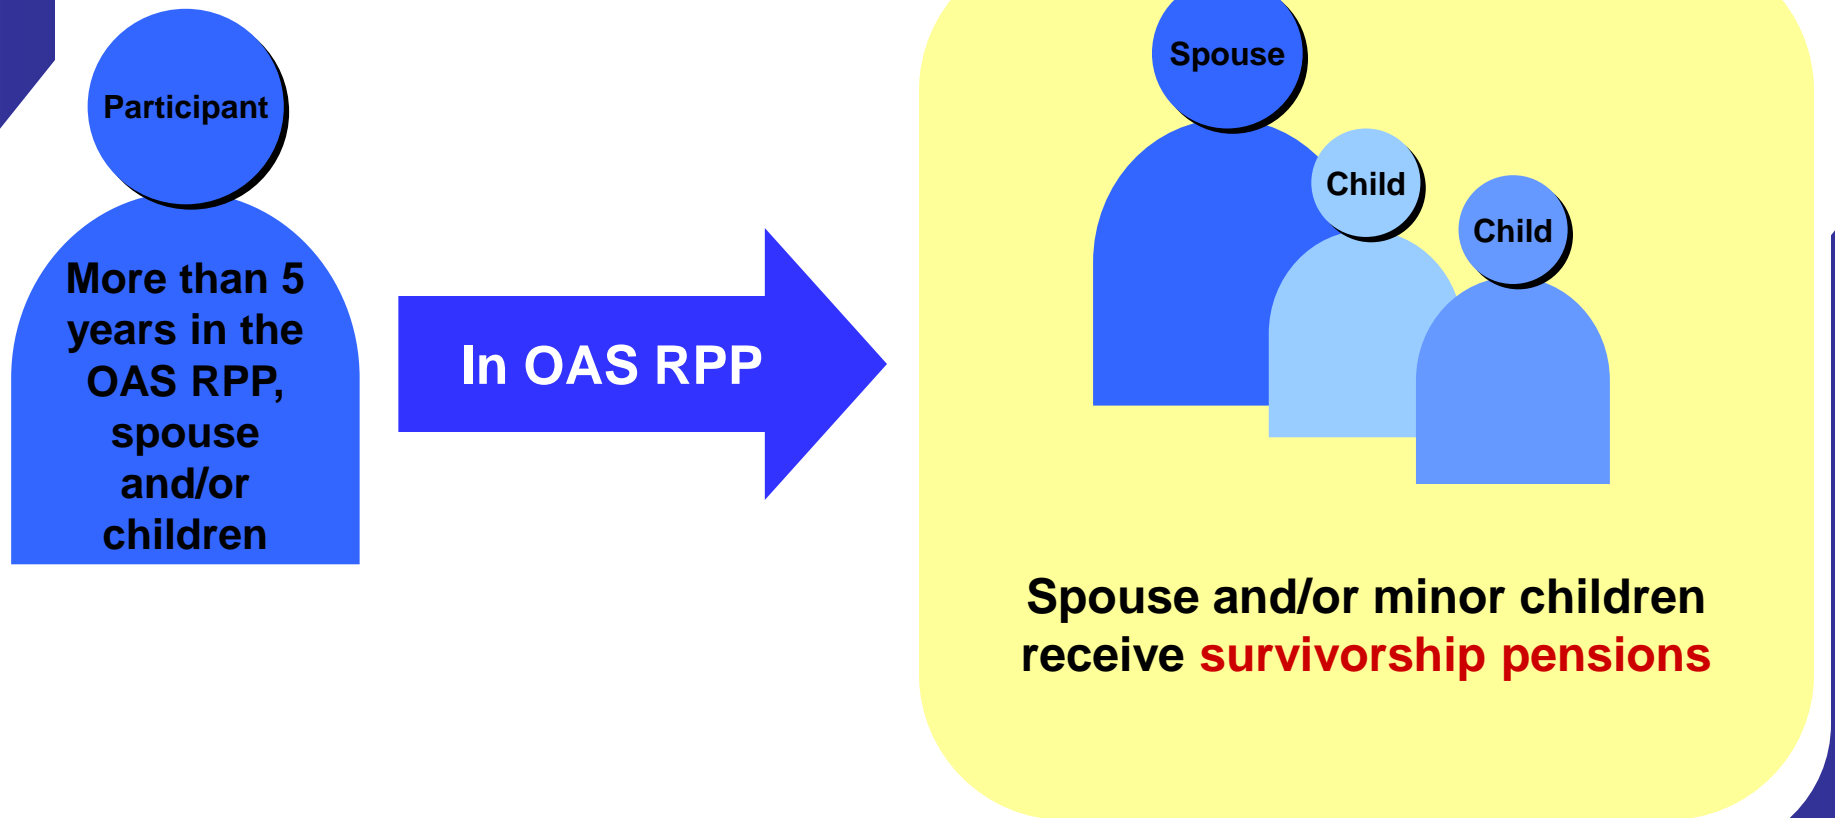 Participant
More than 5
years in the
OAS RPP,
spouse
and/or
children
In OAS RPP
Spouse
Child
Child
Spouse and/or minor children
receive survivorship pensions